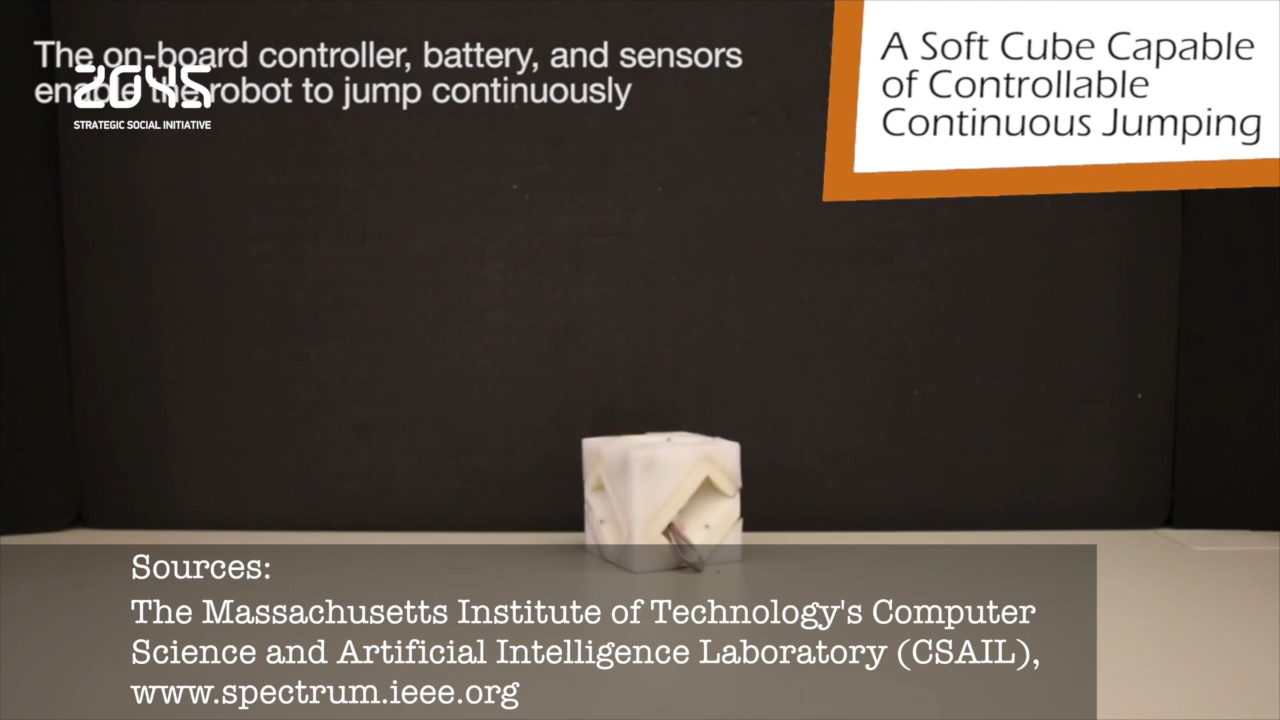 The on-board controller, battery, and sensors
enable the robot to jump continuously
2045
STRATEGIC SOCIAL INITIATIVE
A Soft Cube Capable
of Controllable
Continuous Jumping
Sources:
The Massachusetts Institute of Technology's Computer
Science and Artificial Intelligence Laboratory (CSAIL),
www.spectrum.ieee.org